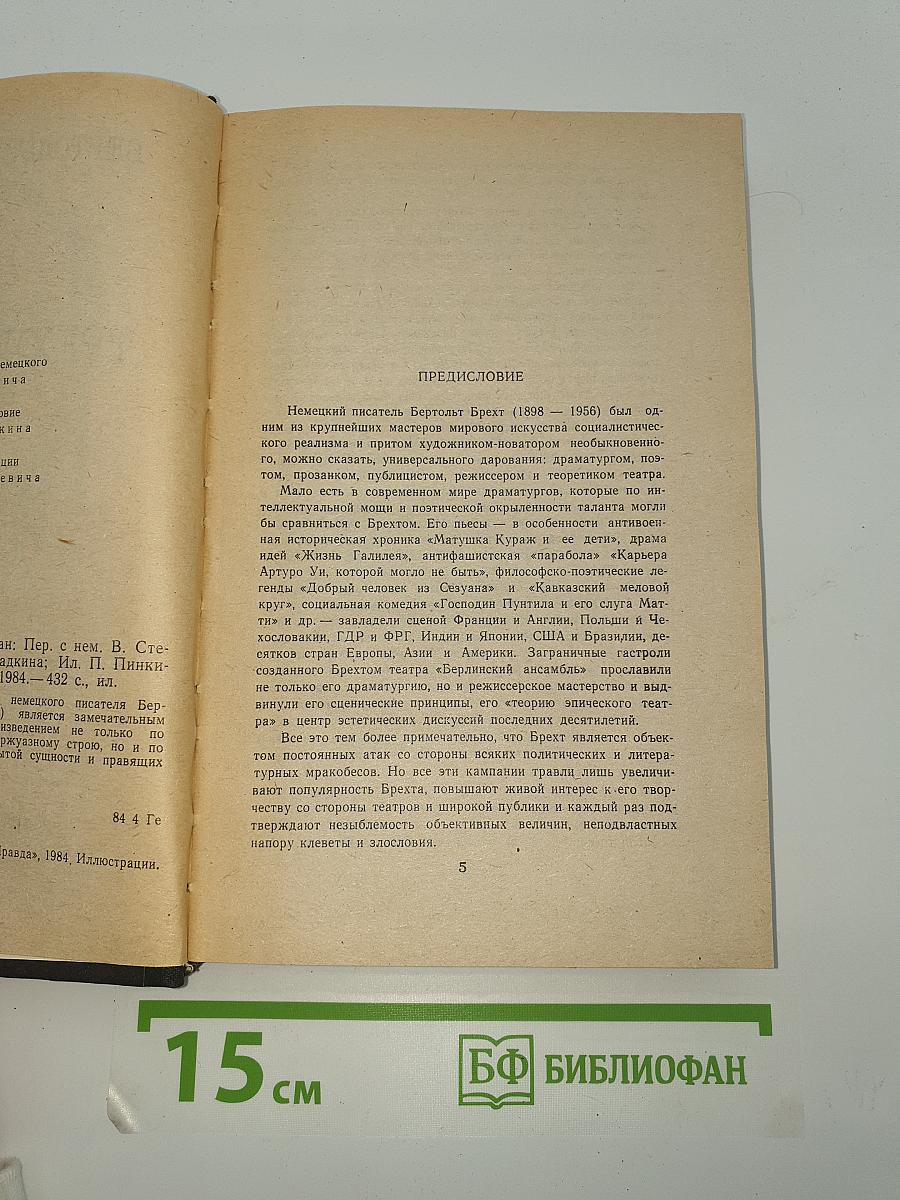 емецкого
вича
овие
кина
ции
евича
ан: Пер. с нем. В. Сте-
адкина; Ил. П. Пинки-
1984.— 432 с., ил.
немецкого писателя Бер-
) является замечательным
изведением не только по
ржуазному строю, но и по
ытой сущности и правящих
84 4 Ге
Правда», 1984. Иллюстрации.
ПРЕДИСЛОВИЕ
Немецкий писатель Бертольт Брехт (1898 — 1956) был од-
ним из крупнейших мастеров мирового искусства социалистичес-
кого реализма и притом художником-новатором необыкновенно-
го, можно сказать, универсального дарования: драматургом, поэ-
том, прозаиком, публицистом, режиссером и теоретиком театра.
Мало есть в современном мире драматургов, которые по ин-
теллектуальной мощи и поэтической окрыленности таланта могли
бы сравниться с Брехтом. Его пьесы — в особенности антивоен-
ная историческая хроника «Матушка Кураж и ее дети», драма
идей «Жизнь Галилея», антифашистская «парабола» «Карьера
Артуро Уи, которой могло не быть», философско-поэтические ле-
генды «Добрый человек из Сезуана» и «Кавказский меловой
круг», социальная комедия «Господин Пунтила и его слуга Мат-
ти» и др. — завладели сценой Франции и Англии, Польши и Че-
хословакии, ГДР и ФРГ, Индии и Японии, США и Бразилии, де-
сятков стран Европы, Азии и Америки. Заграничные гастроли
созданного Брехтом театра «Берлинский ансамбль» прославили
не только его драматургию, но и режиссерское мастерство и выд-
винули его сценические принципы, его «теорию эпического теат-
ра» в центр эстетических дискуссий последних десятилетий.
Все это тем более примечательно, что Брехт является объек-
том постоянных атак со стороны всяких политических и литера-
турных мракобесов. Но все эти кампании травли лишь увеличи-
вают популярность Брехта, повышают живой интерес к его твор-
честву со стороны театров и широкой публики и каждый раз под-
тверждают незыблемость объективных величин, неподвластных
напору клеветы и злословия.
5
15 см
БФ БИБЛИОФАН